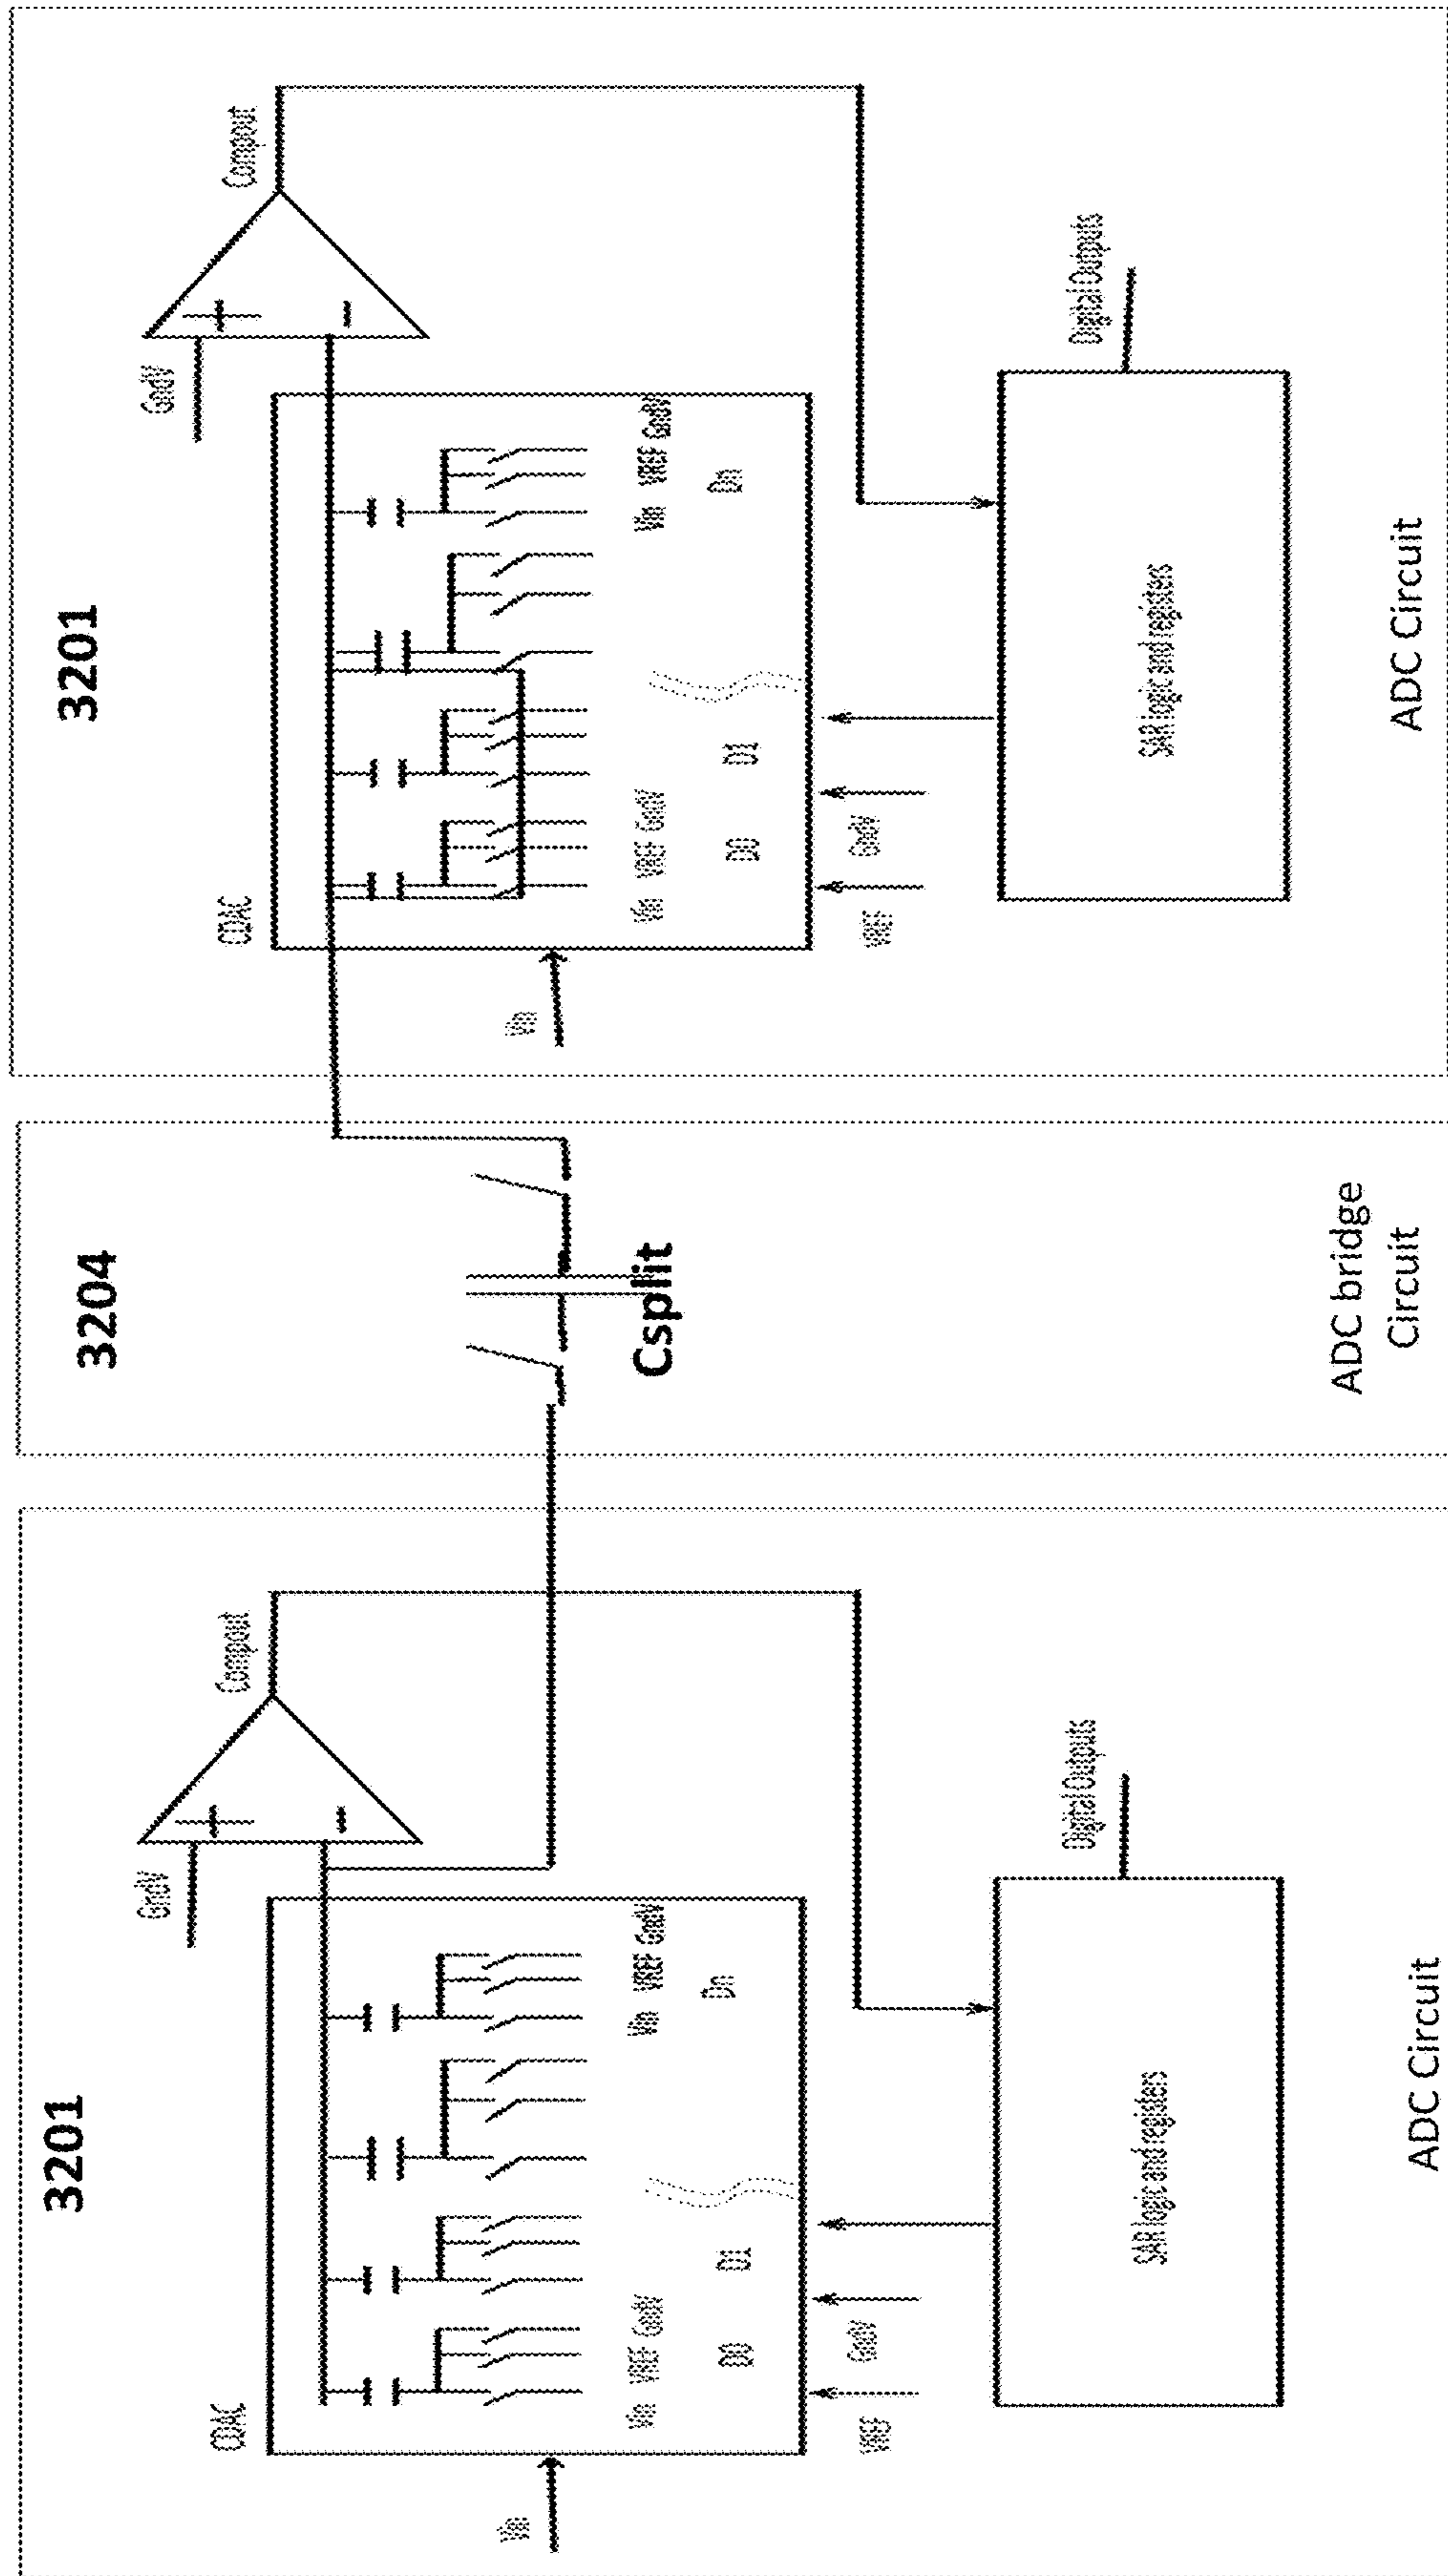 3201
GndV
Compout
CDAC
Vin
Vin VREF GndV
Vin VREF GndV
D0
D1
Dn
VREF
GndV
SAR logic and registers
Digital Outputs
ADC Circuit
3204
Csplit
ADC bridge
Circuit
3201
GndV
Compout
CDAC
Vin
Vin VREF GndV
Vin VREF GndV
D0
D1
Dn
VREF
GndV
SAR logic and registers
Digital Outputs
ADC Circuit